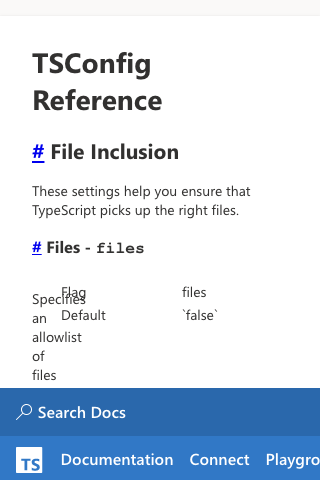 TSConfig
Reference
# File Inclusion
These settings help you ensure that
TypeScript picks up the right files.
# Files - files
Flag files
Default `false`
Specifies
an
allowlist
of
files
Search Docs
TS Documentation Connect Playgro